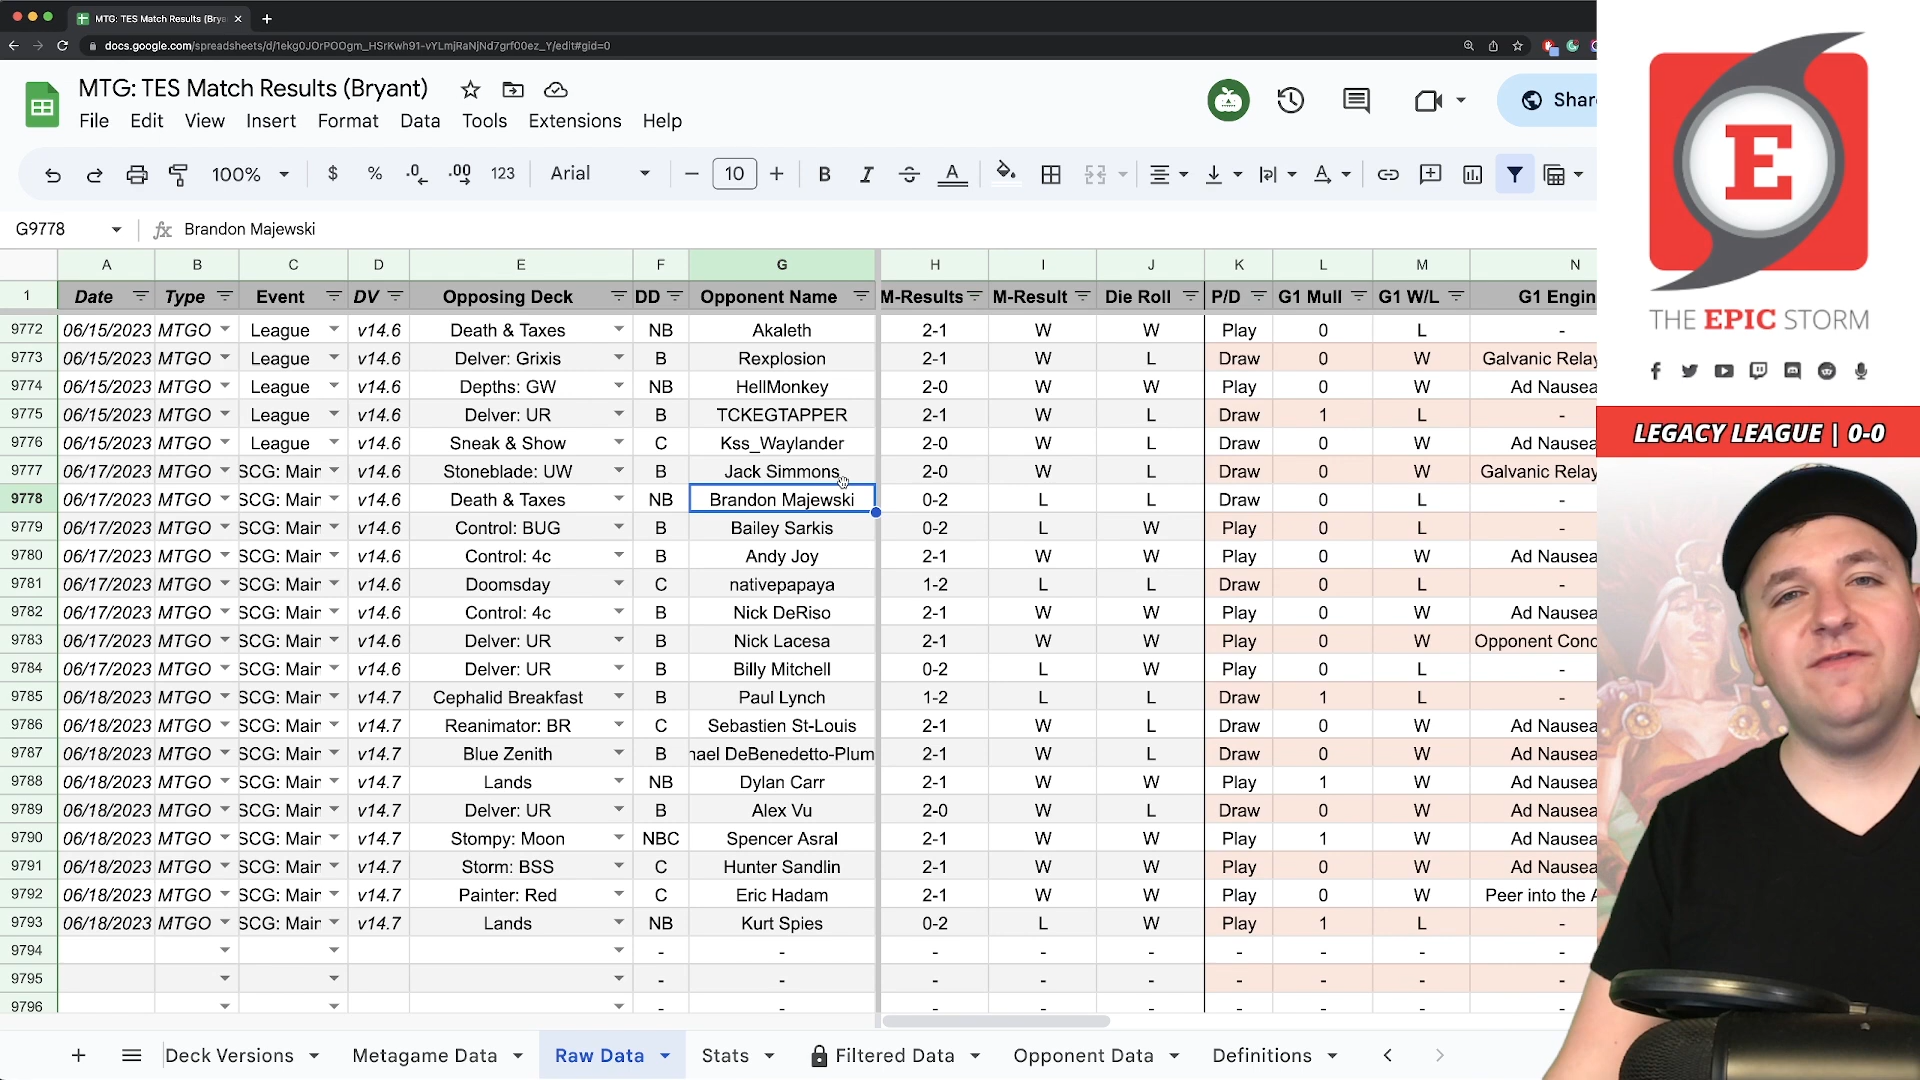 MTG: TES Match Results (Brya
docs.google.com/spreadsheets/d/1ekg0JOrPOOgm_HSrKwh91-vYLmjRaNjNd7grf00ez_Y/edit#gid=0
MTG: TES Match Results (Bryant)
File Edit View Insert Format Data Tools Extensions Help
Shar
100% $ % .0 .00 123 Arial 10 B I S A
G9778 fx Brandon Majewski
A B C D E F G H I J K L M N
1 Date Type Event DV Opposing Deck DD Opponent Name M-Results M-Result Die Roll P/D G1 Mull G1 W/L G1 Engin
9772 06/15/2023 MTGO League v14.6 Death & Taxes NB Akaleth 2-1 W W Play 0 L -
9773 06/15/2023 MTGO League v14.6 Delver: Grixis B Rexplosion 2-1 W L Draw 0 W Galvanic Relay
9774 06/15/2023 MTGO League v14.6 Depths: GW NB HellMonkey 2-0 W W Play 0 W Ad Nausea
9775 06/15/2023 MTGO League v14.6 Delver: UR B TCKEGTAPPER 2-1 W L Draw 1 L -
9776 06/15/2023 MTGO League v14.6 Sneak & Show C Kss_Waylander 2-0 W L Draw 0 W Ad Nausea
9777 06/17/2023 MTGO SCG: Mair v14.6 Stoneblade: UW B Jack Simmons 2-0 W L Draw 0 W Galvanic Relay
9778 06/17/2023 MTGO SCG: Mair v14.6 Death & Taxes NB Brandon Majewski 0-2 L L Draw 0 L -
9779 06/17/2023 MTGO SCG: Mair v14.6 Control: BUG B Bailey Sarkis 0-2 L W Play 0 L -
9780 06/17/2023 MTGO SCG: Mair v14.6 Control: 4c B Andy Joy 2-1 W W Play 0 W Ad Nausea
9781 06/17/2023 MTGO SCG: Mair v14.6 Doomsday C nativepapaya 1-2 L L Draw 0 L -
9782 06/17/2023 MTGO SCG: Mair v14.6 Control: 4c B Nick DeRiso 2-1 W W Play 0 W Ad Nausea
9783 06/17/2023 MTGO SCG: Mair v14.6 Delver: UR B Nick Lacesa 2-1 W W Play 0 W Opponent Conc
9784 06/17/2023 MTGO SCG: Mair v14.6 Delver: UR B Billy Mitchell 0-2 L W Play 0 L -
9785 06/18/2023 MTGO SCG: Mair v14.7 Cephalid Breakfast B Paul Lynch 1-2 L L Draw 1 L -
9786 06/18/2023 MTGO SCG: Mair v14.7 Reanimator: BR C Sebastien St-Louis 2-1 W L Draw 0 W Ad Nausea
9787 06/18/2023 MTGO SCG: Mair v14.7 Blue Zenith B nael DeBenedetto-Plum 2-1 W L Draw 0 W Ad Nausea
9788 06/18/2023 MTGO SCG: Mair v14.7 Lands NB Dylan Carr 2-1 W W Play 1 W Ad Nausea
9789 06/18/2023 MTGO SCG: Mair v14.7 Delver: UR B Alex Vu 2-0 W L Draw 0 W Ad Nausea
9790 06/18/2023 MTGO SCG: Mair v14.7 Stompy: Moon NBC Spencer Asral 2-1 W W Play 1 W Ad Nausea
9791 06/18/2023 MTGO SCG: Mair v14.7 Storm: BSS C Hunter Sandlin 2-1 W W Play 0 W Ad Nausea
9792 06/18/2023 MTGO SCG: Mair v14.7 Painter: Red C Eric Hadam 2-1 W W Play 0 W Peer into the A
9793 06/18/2023 MTGO SCG: Mair v14.7 Lands NB Kurt Spies 0-2 L W Play 1 L -
9794 - - - - - - - - -
9795 - - - - - - - - -
9796 - - - - - - - - -
Deck Versions Metagame Data Raw Data Stats Filtered Data Opponent Data Definitions
E
THE EPIC STORM
LEGACY LEAGUE | 0-0